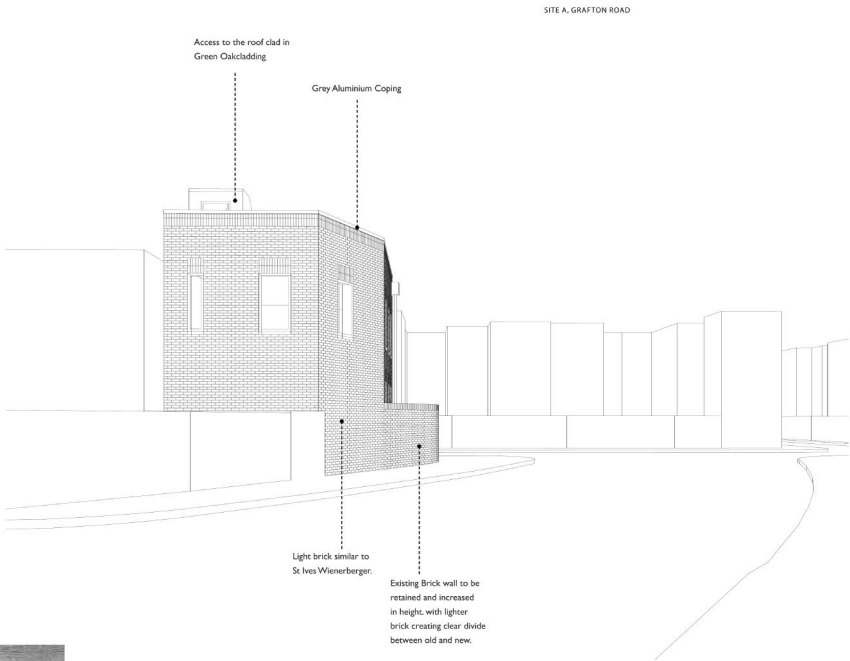 SITE A, GRAFTON ROAD
Access to the roof clad in
Green Oakcladding
Grey Aluminium Coping
Light brick similar to
St Ives Wienerberger.
Existing Brick wall to be
retained and increased
in height. with lighter
brick creating clear divide
between old and new.